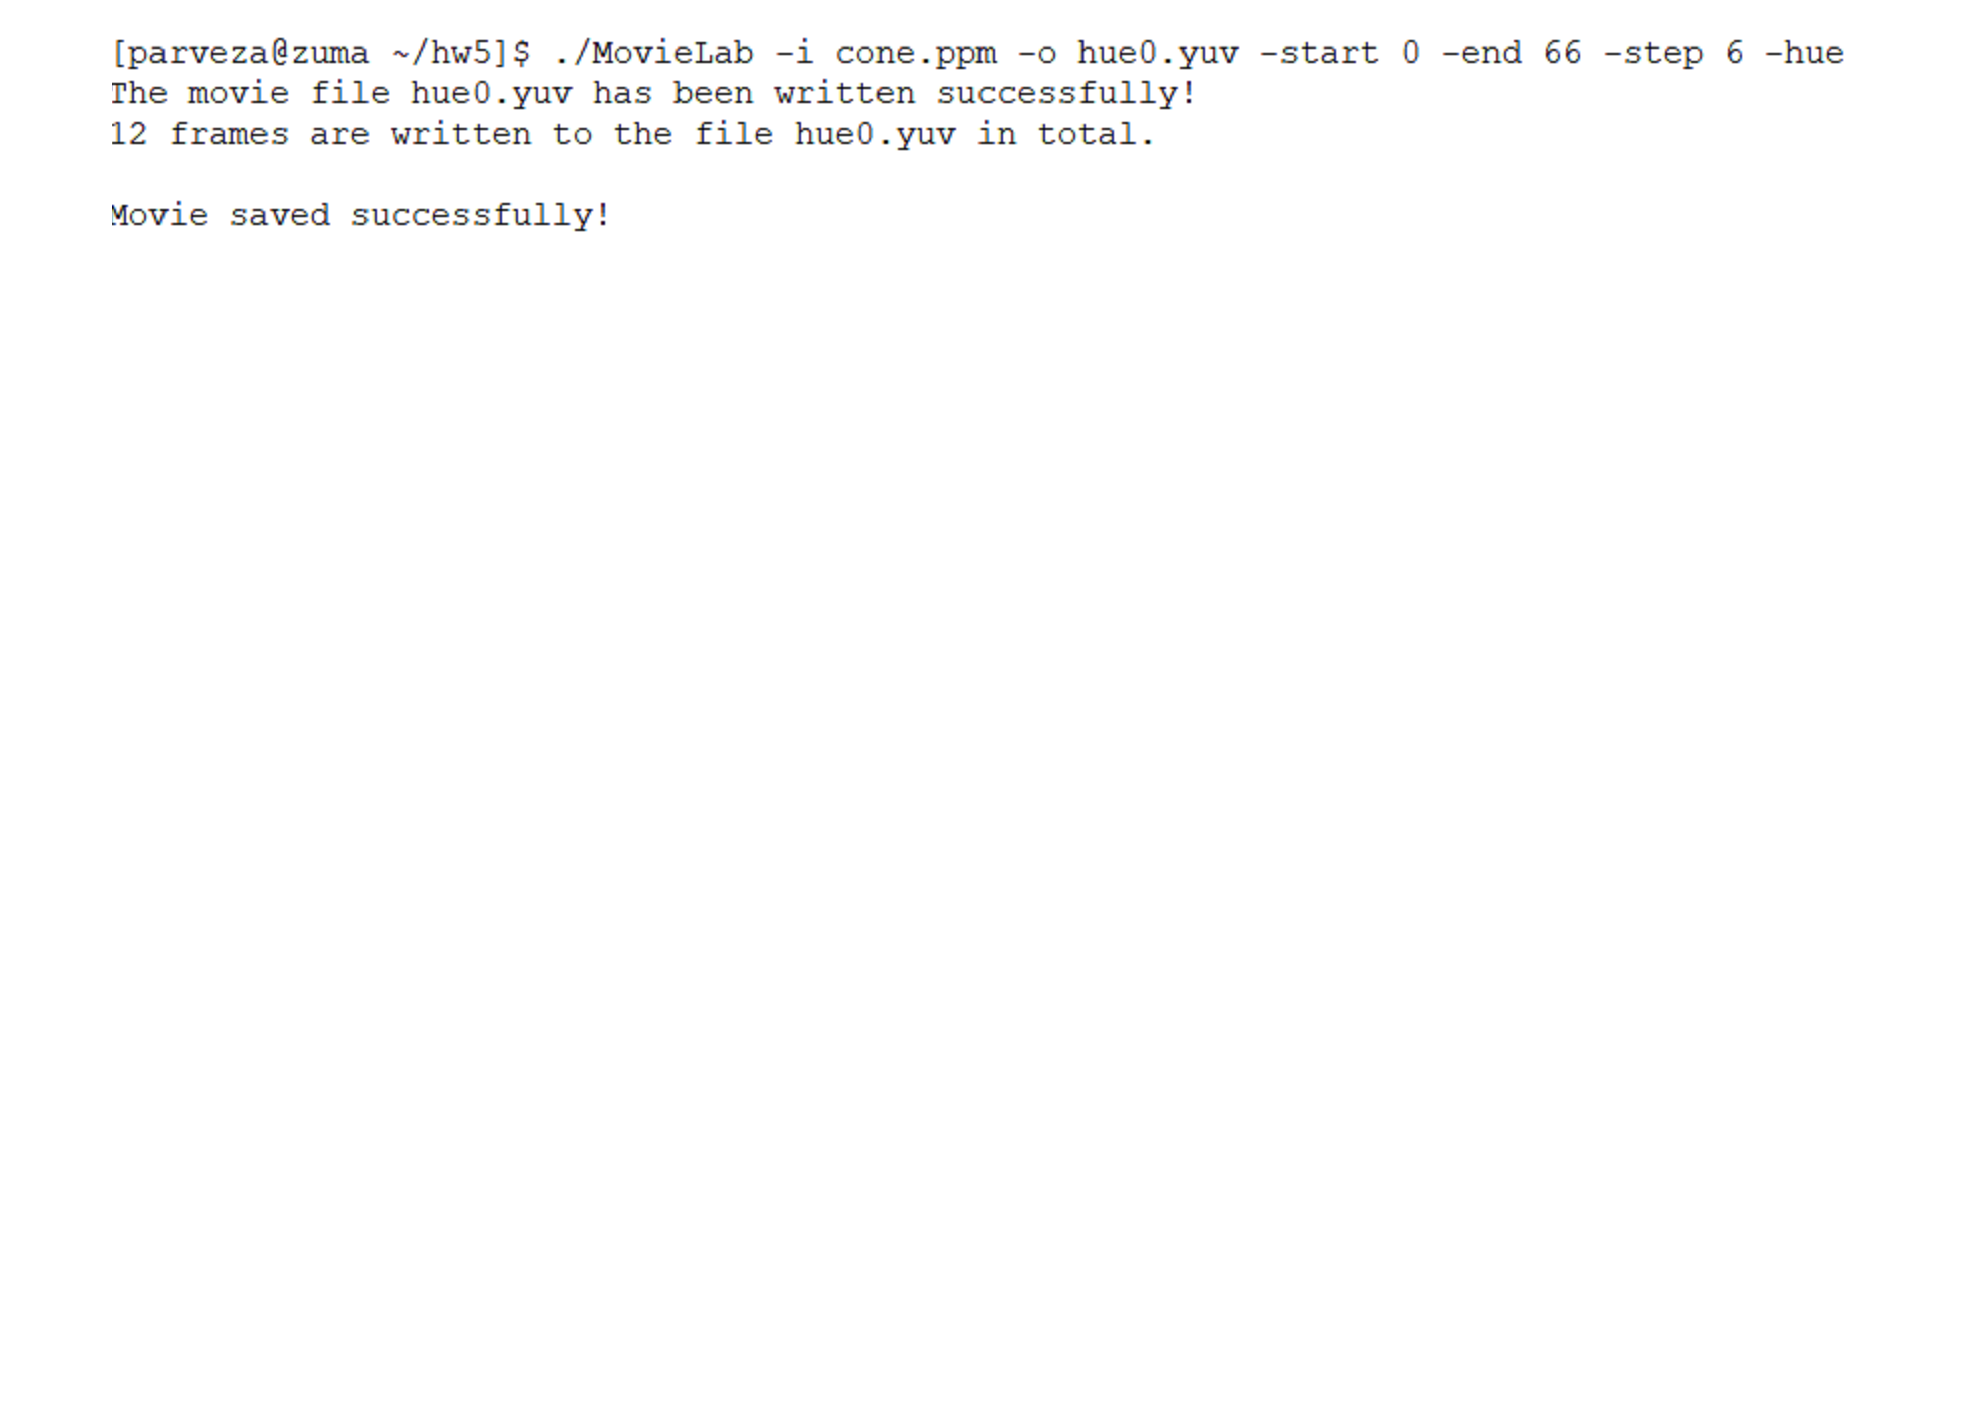 [parveza@zuma ~/hw5]$ ./MovieLab -i cone.ppm -o hue0.yuv -start 0 -end 66 -step 6 -hue
The movie file hue0.yuv has been written successfully!
12 frames are written to the file hue0.yuv in total.
Movie saved successfully!